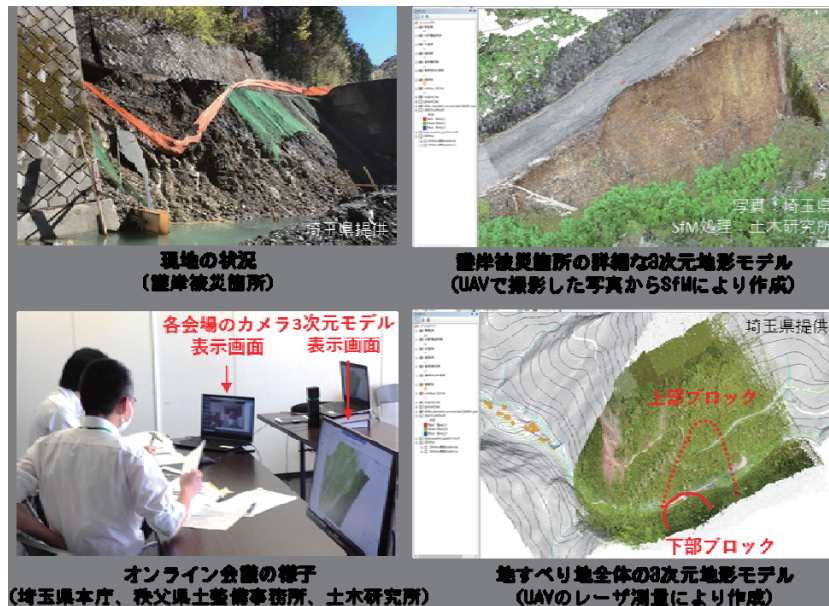 埼玉県提供
現地の状況
(護岸被災箇所)
写真：埼玉県
SfM処理：土木研究所
護岸被災箇所の詳細な3次元地形モデル
(UAVで撮影した写真からSfMにより作成)
各会場のカメラ
表示画面
3次元モデル
表示画面
オンライン会議の様子
(埼玉県本庁、秩父県土整備事務所、土木研究所)
埼玉県提供
上部ブロック
下部ブロック
地すべり地全体の3次元地形モデル
(UAVのレーザ測量により作成)